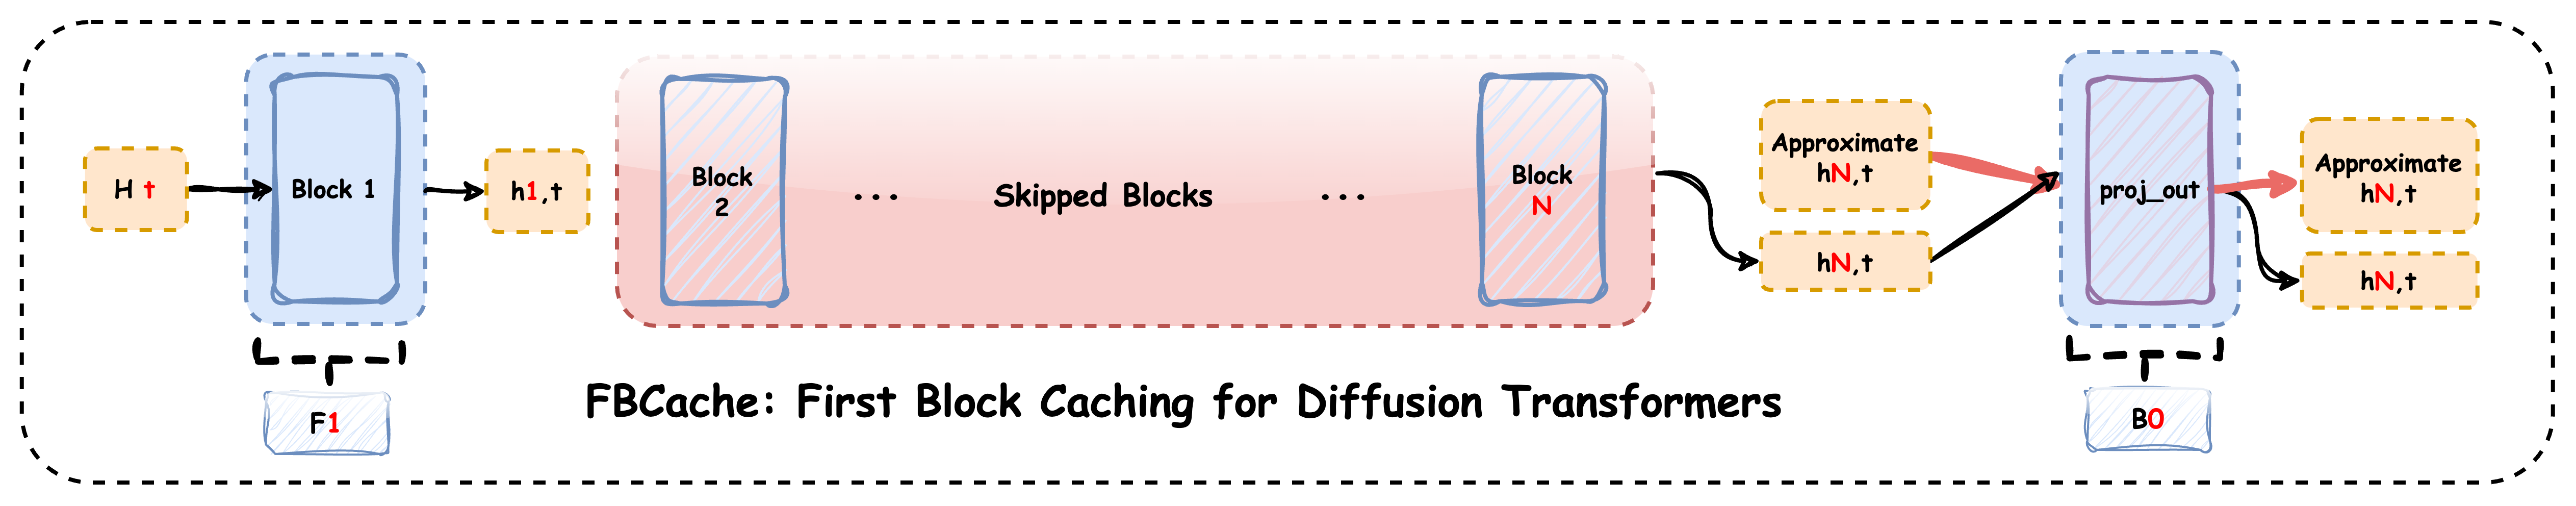 H t
Block 1
h1,t
Block
2
...
Skipped Blocks
...
Block
N
Approximate
hN,t
hN,t
proj_out
Approximate
hN,t
hN,t
F1
FBCache: First Block Caching for Diffusion Transformers
B0